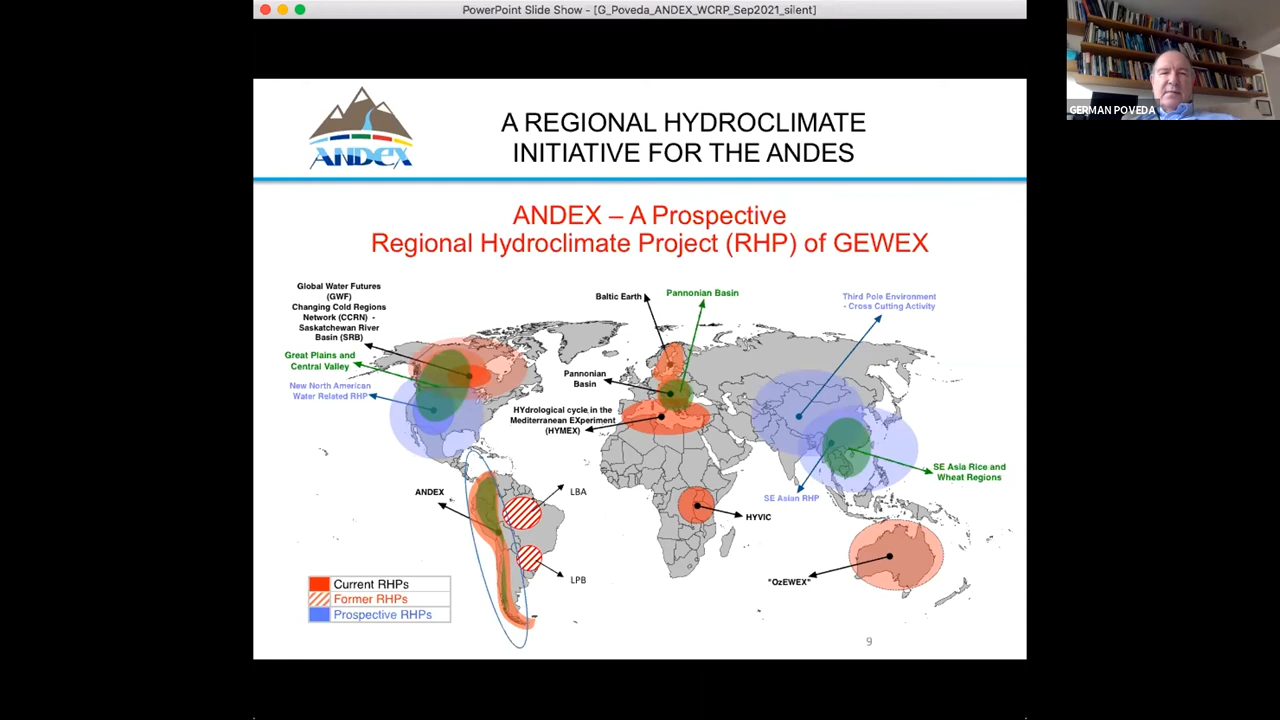 PowerPoint Slide Show - [G_Poveda_ANDEX_WCRP_Sep2021_silent]
GERMAN POVEDA
ANDEX
A REGIONAL HYDROCLIMATE
INITIATIVE FOR THE ANDES
ANDEX – A Prospective
Regional Hydroclimate Project (RHP) of GEWEX
Global Water Futures
(GWF)
Changing Cold Regions
Network (CCRN) -
Saskatchewan River
Basin (SRB)
Great Plains and
Central Valley
New North American
Water Related RHP
Baltic Earth
Pannonian Basin
Pannonian
Basin
HYdrological cycle in the
Mediterranean EXperiment
(HYMEX)
Third Pole Environment
- Cross Cutting Activity
SE Asia Rice and
Wheat Regions
SE Asian RHP
ANDEX
LBA
LPB
HYVIC
"OzEWEX"
Current RHPs
Former RHPs
Prospective RHPs
9